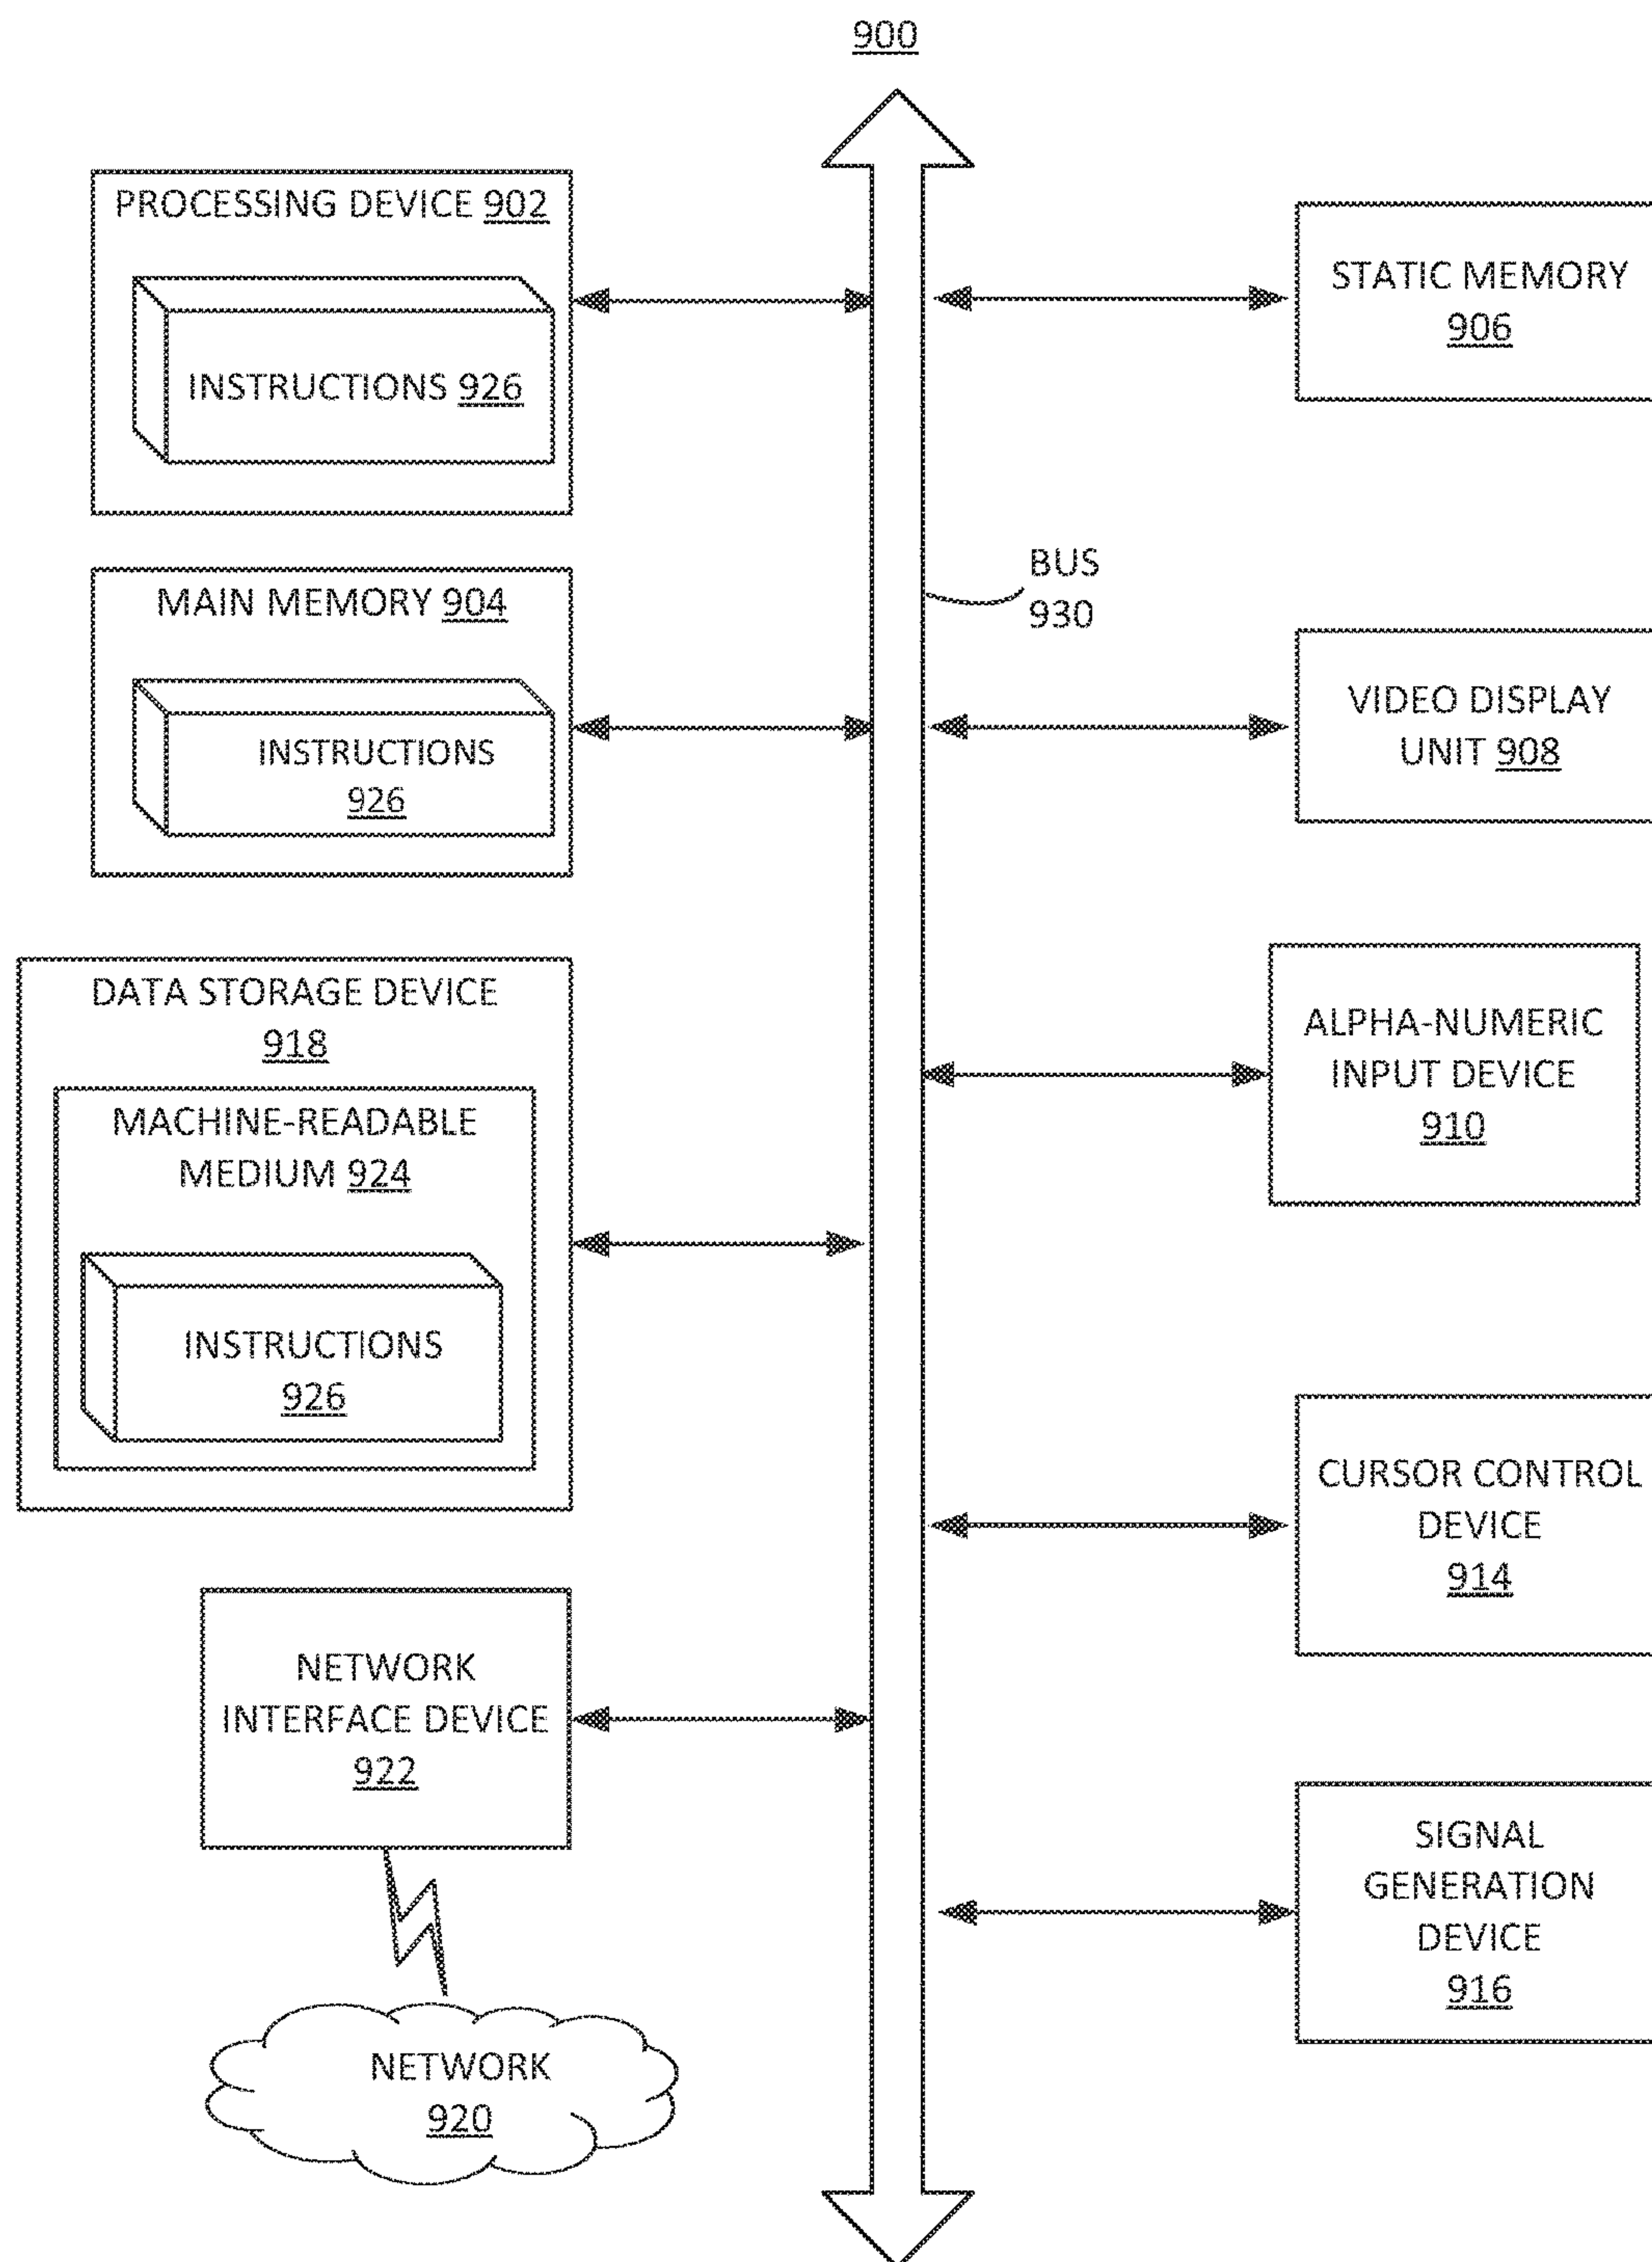 900
PROCESSING DEVICE 902
INSTRUCTIONS 926
MAIN MEMORY 904
INSTRUCTIONS
926
DATA STORAGE DEVICE
918
MACHINE-READABLE
MEDIUM 924
INSTRUCTIONS
926
NETWORK
INTERFACE DEVICE
922
NETWORK
920
BUS
930
STATIC MEMORY
906
VIDEO DISPLAY
UNIT 908
ALPHA-NUMERIC
INPUT DEVICE
910
CURSOR CONTROL
DEVICE
914
SIGNAL
GENERATION
DEVICE
916